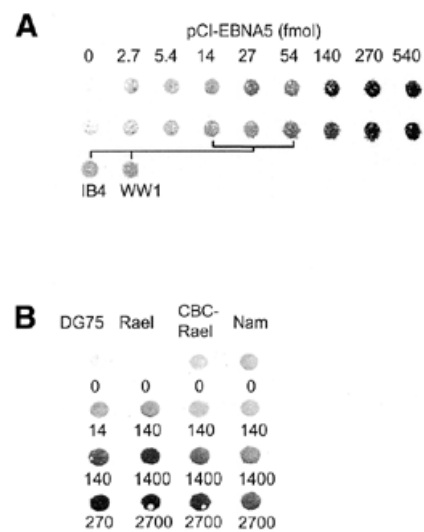 A
pCI-EBNA5 (fmol)
0 2.7 5.4 14 27 54 140 270 540
IB4 WW1
B
DG75 Rael CBC-Rael Nam
0 0 0 0
14 140 140 140
140 1400 1400 1400
270 2700 2700 2700